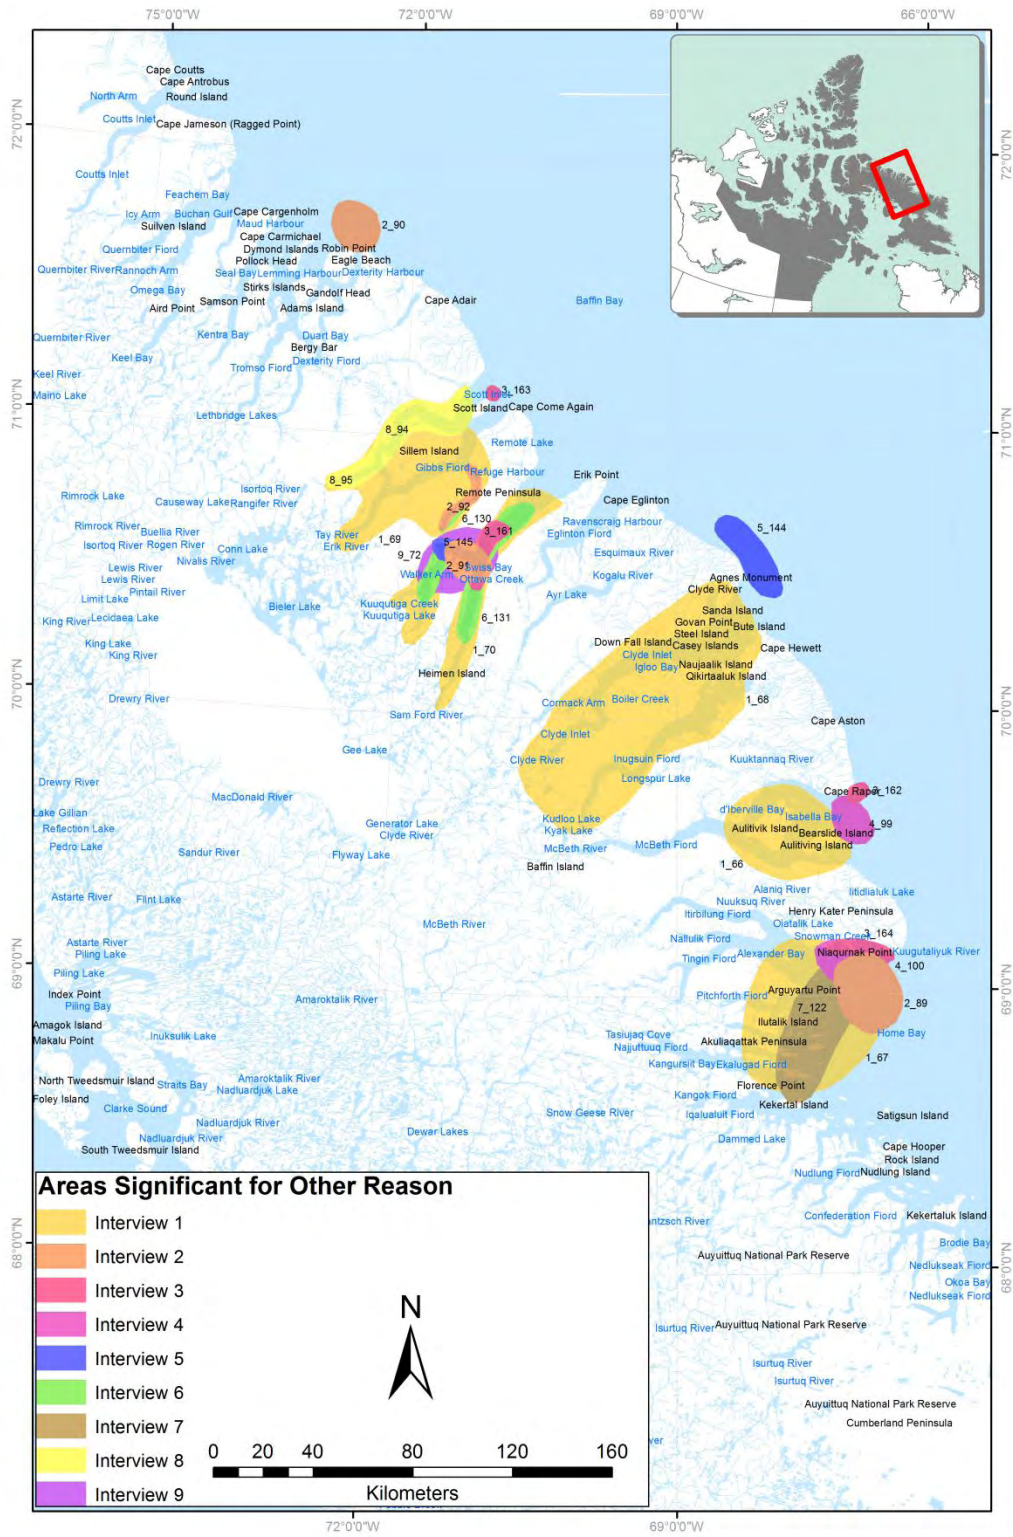 75°0'0"W
72°0'0"W
69°0'0"W
66°0'0"W
Cape Coutts
Cape Antrobus
North Arm
Round Island
Coutts Inlet
Cape Jameson (Ragged Point)
72°0'0"N
72°0'0"N
Coutts Inlet
Feachem Bay
Icy Arm
Buchan Gulf
Cape Cargenholm
Suilven Island
Maud Harbour
2_90
Cape Carmichael
Quernbiter Fiord
Dymond Islands
Robin Point
Pollock Head
Eagle Beach
Quernbiter River
Rannoch Arm
Seal Bay
Lemming Harbour
Dexterity Harbour
Omega Bay
Stirks Islands
Gandolf Head
Samson Point
Cape Adair
Baffin Bay
Aird Point
Adams Island
Quernbiter River
Kentra Bay
Duart Bay
Bergy Bar
Keel Bay
Dexterity Fiord
Tromso Fiord
Keel River
Maino Lake
Scott Inlet
3_163
71°0'0"N
71°0'0"N
Scott Island
Cape Come Again
Lethbridge Lakes
8_94
Remote Lake
Sillem Island
Gibbs Fiord
Refuge Harbour
8_95
Erik Point
Isortoq River
Rimrock Lake
Causeway Lake
Rangifer River
Remote Peninsula
Cape Eglinton
2_92
6_130
Rimrock River
Buellia River
Tay River
1_69
3_161
Ravenscraig Harbour
Eglinton Fiord
5_144
Isortoq River
Rogen River
Conn Lake
Erik River
5_145
9_72
Esquimaux River
Nivalis River
Lewis River
2_91
Swiss Bay
Walker Arm
Ottawa Creek
Kogalu River
Agnes Monument
Lewis River
Pintail River
Clyde River
Limit Lake
Bieler Lake
Kuuqutiga Creek
Kuuqutiga Lake
Ayr Lake
Sanda Island
King River
Lecidaea Lake
6_131
Govan Point
Bute Island
Steel Island
King Lake
King River
1_70
Down Fall Island
Casey Islands
Cape Hewett
Clyde Inlet
Igloo Bay
Naujaalik Island
Qikirtaaluk Island
Heimen Island
70°0'0"N
70°0'0"N
Drewry River
Cormack Arm
Boiler Creek
1_68
Sam Ford River
Cape Aston
Clyde Inlet
Gee Lake
Clyde River
Inugsuin Fiord
Kuuktannaq River
Drewry River
Longspur Lake
MacDonald River
Cape Raper
3_162
Lake Gillian
d'Iberville Bay
Isabella Bay
Reflection Lake
Generator Lake
Kudloo Lake
Aulitivik Island
4_99
Clyde River
Kyak Lake
Bearslide Island
Pedro Lake
Sandur River
Flyway Lake
McBeth River
McBeth Fiord
Aulitiving Island
Baffin Island
1_66
Astarte River
Flint Lake
Alaniq River
Iitidlialuk Lake
Nuuksuq River
Itirbilung Fiord
Henry Kater Peninsula
McBeth River
Oiatalik Lake
Astarte River
Nallulik Fiord
Snowman Creek
3_164
Piling Lake
69°0'0"N
69°0'0"N
Tingin Fiord
Alexander Bay
Niaqurnak Point
Kuugutaliyuk River
Piling Lake
4_100
Index Point
Amaroktalik River
Pitchforth Fiord
Arguyartu Point
Piling Bay
7_122
2_89
Amagok Island
Ilutalik Island
Inuksulik Lake
Tasiujaq Cove
Home Bay
Makalu Point
Najjuttuuq Fiord
Akuliaqattak Peninsula
Kangursiit Bay
Ekalugad Fiord
1_67
North Tweedsmuir Island
Straits Bay
Amaroktalik River
Nadluardjuk Lake
Florence Point
Foley Island
Kangok Fiord
Kekertal Island
Clarke Sound
Snow Geese River
Iqalualuit Fiord
Satigsun Island
Nadluardjuk River
Nadluardjuk River
Dewar Lakes
Dammed Lake
South Tweedsmuir Island
Cape Hooper
Rock Island
Nudlung Fiord
Nudlung Island
Areas Significant for Other Reason
Interview 1
Interview 2
Interview 3
Interview 4
Interview 5
Interview 6
Interview 7
Interview 8
Interview 9
N
0 20 40 80 120 160
Kilometers
68°0'0"N
68°0'0"N
Confederation Fiord
Kekertaluk Island
Brodie Bay
Auyuittuq National Park Reserve
Nedlukseak Fiord
Okoa Bay
Nedlukseak Fiord
Isurtuq River
Auyuittuq National Park Reserve
Isurtuq River
Isurtuq River
Auyuittuq National Park Reserve
Cumberland Peninsula
72°0'0"W
69°0'0"W